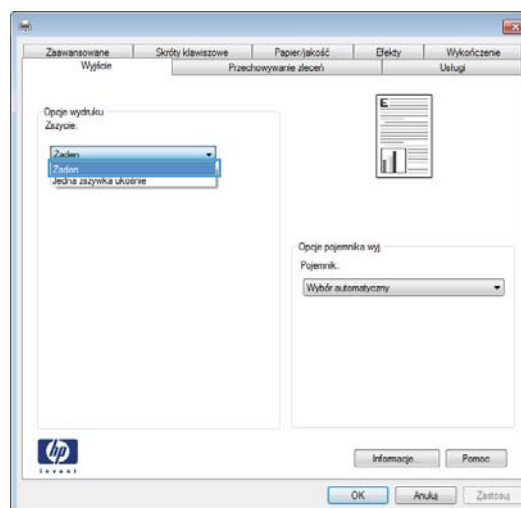 Zaawansowane Skróty klawiszowe Papier/jakość Efekty Wykończenie
Wyjście Przechowywanie zleceń Usługi
Opcje wydruku
Zszycie:
Żaden
Żaden
Jedna zszywka ukośnie
E
Opcje pojemnika wyj.
Pojemnik:
Wybór automatyczny
hp
invent
Informacje... Pomoc
OK Anuluj Zastosuj